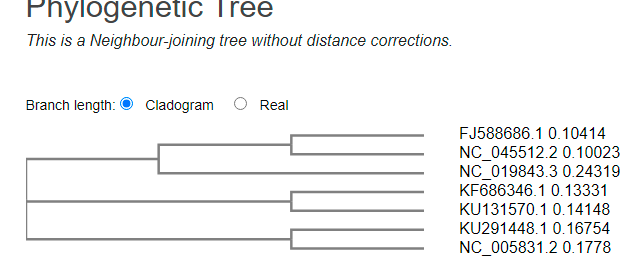 Phylogenetic Tree
This is a Neighbour-joining tree without distance corrections.
Branch length: Cladogram Real
FJ588686.1 0.10414
NC_045512.2 0.10023
NC_019843.3 0.24319
KF686346.1 0.13331
KU131570.1 0.14148
KU291448.1 0.16754
NC_005831.2 0.1778